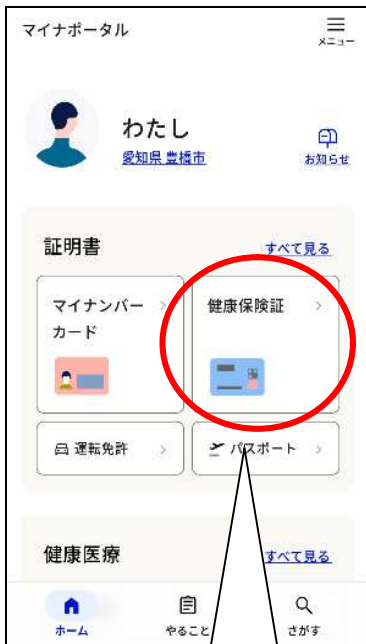 マイナポータル
メニュー
わたし
愛知県 豊橋市
お知らせ
証明書
すべて見る
マイナンバー
カード
健康保険証
運転免許
パスポート
健康医療
すべて見る
ホーム
やること
さがす